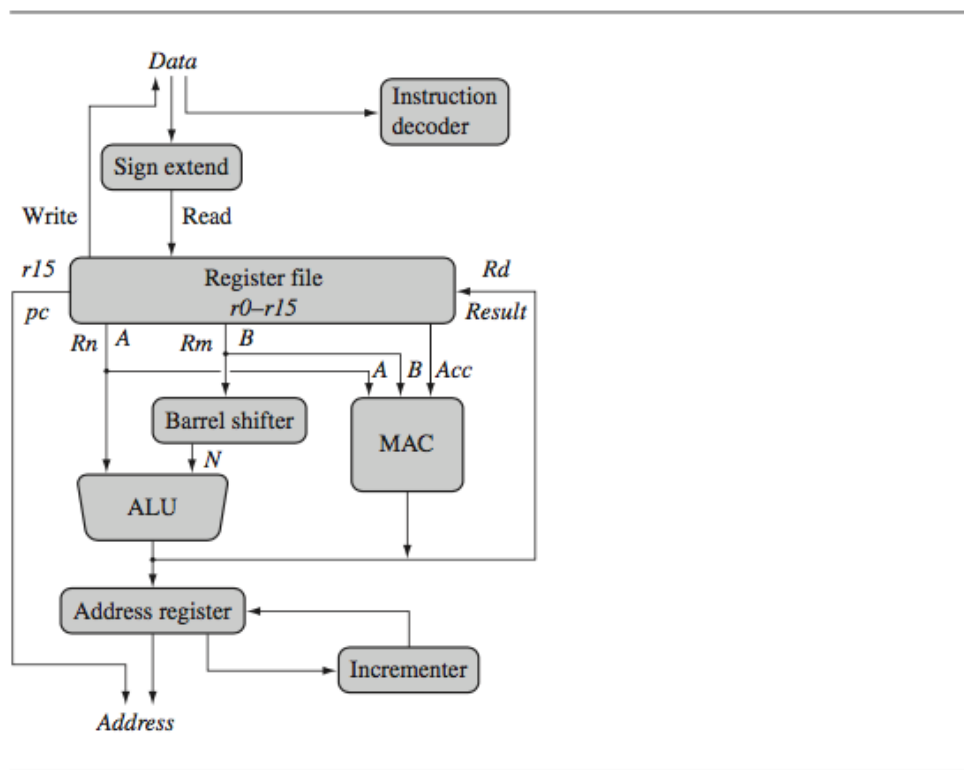 Data
Instruction
decoder
Sign extend
Write
Read
r15
Register file
Rd
pc
r0–r15
Result
Rn
A
Rm
B
A
B
Acc
Barrel shifter
MAC
N
ALU
Address register
Incrementer
Address